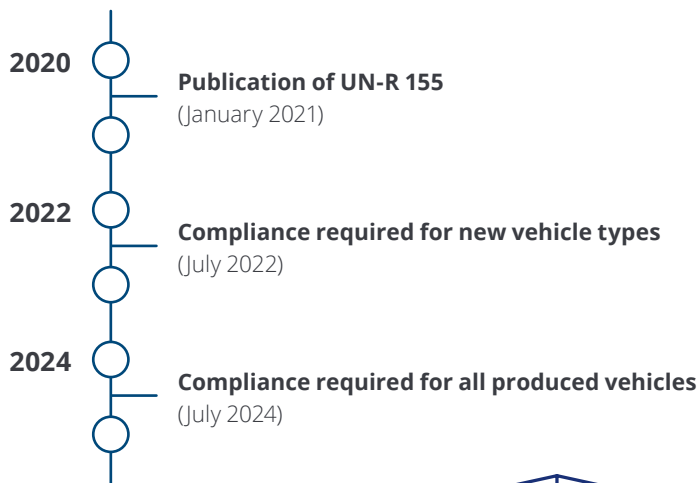 2020
Publication of UN-R 155
(January 2021)
2022
Compliance required for new vehicle types
(July 2022)
2024
Compliance required for all produced vehicles
(July 2024)